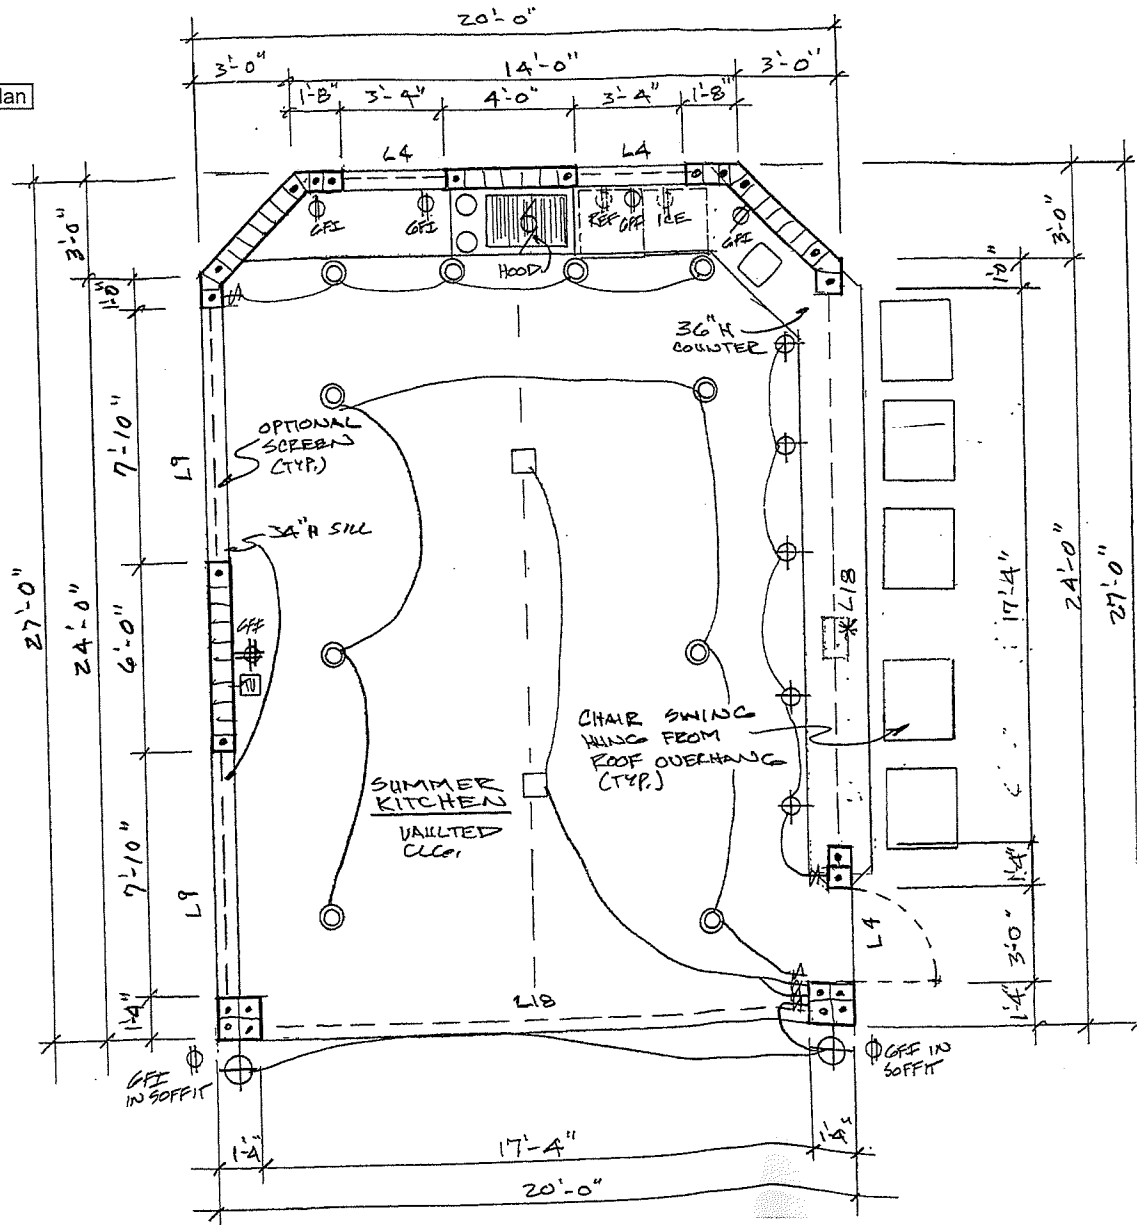 20'-0"
3'-0"
14'-0"
3'-0"
lan
1'-8"
3'-4"
4'-0"
3'-4"
1'-8"
L4
L4
GFI
GFI
REF
GFI
ICE
GFI
HOOD
3'-0"
3'-0"
1'-0"
1'-0"
36"H
COUNTER
OPTIONAL
SCREEN
(TYP.)
7'-10"
L9
34"H SILL
27'-0"
24'-0"
6'-0"
GFI
L18
17'-4"
24'-0"
27'-0"
CHAIR SWING
HUNG FROM
ROOF OVERHANG
(TYP.)
SUMMER
KITCHEN
VAULTED
CLG.
7'-10"
L9
1'-4"
L4
3'-0"
1'-4"
L18
1'-4"
GFI
IN SOFFIT
GFI IN
SOFFIT
1'-4"
17'-4"
1'-4"
20'-0"